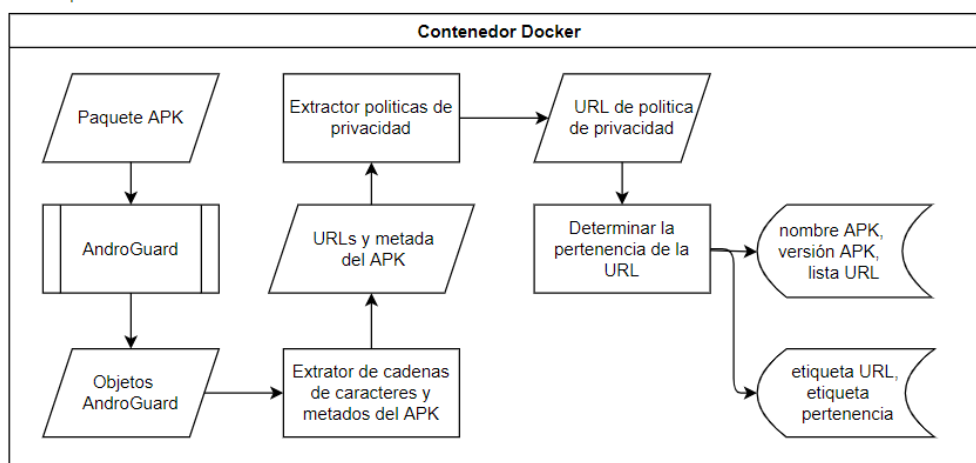 Contenedor Docker
Paquete APK
AndroGuard
Objetos
AndroGuard
Extrator de cadenas
de caracteres y
metados del APK
URLs y metada
del APK
Extractor politicas de
privacidad
URL de politica
de privacidad
Determinar la
pertenencia de la
URL
nombre APK,
versión APK,
lista URL
etiqueta URL,
etiqueta
pertenencia